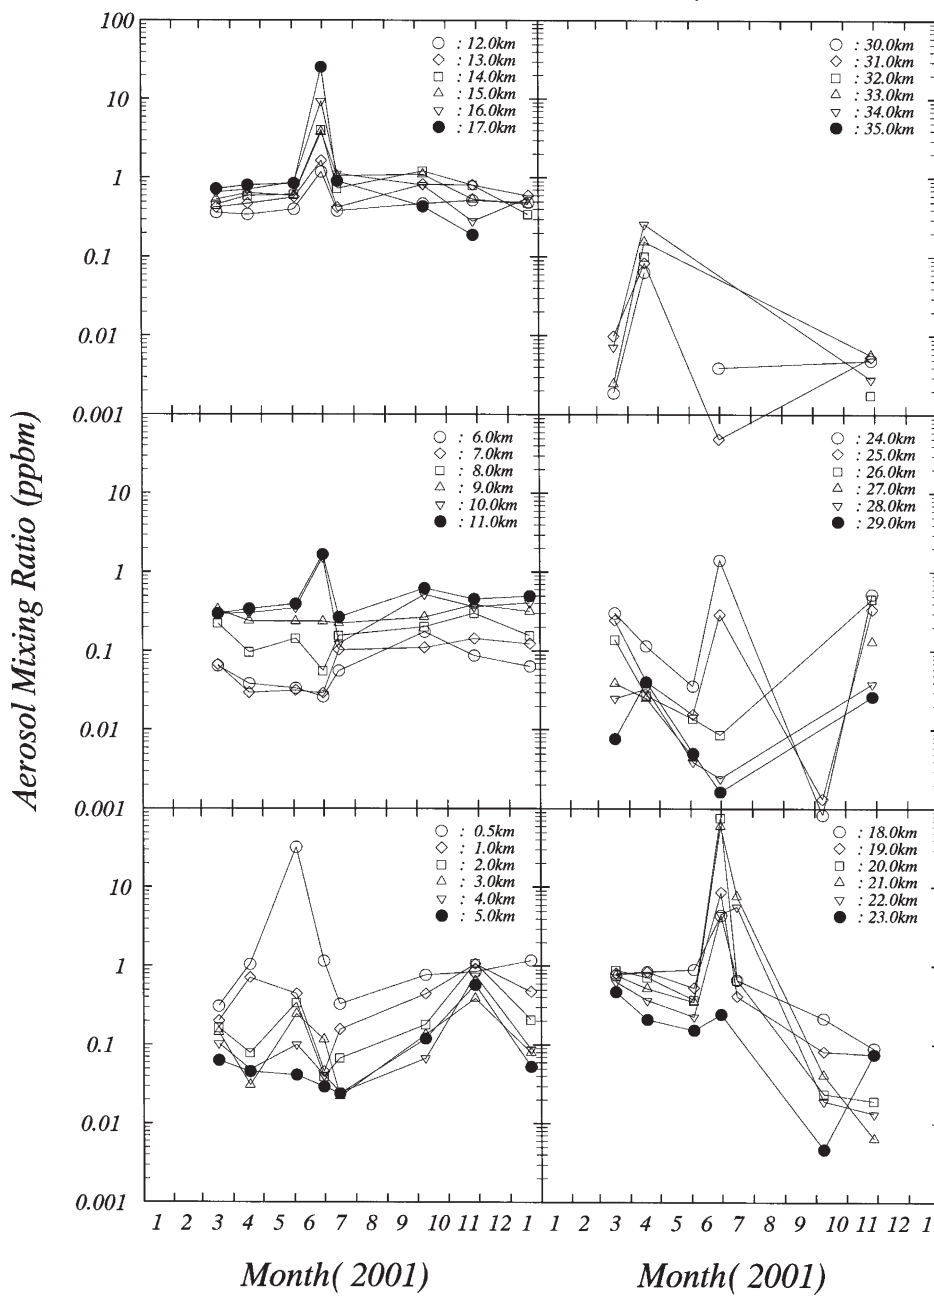 Aerosol Mixing Ratio (ppbm)
100
10
1
0.1
0.01
0.001
: 12.0km
: 13.0km
: 14.0km
: 15.0km
: 16.0km
: 17.0km
: 30.0km
: 31.0km
: 32.0km
: 33.0km
: 34.0km
: 35.0km
10
1
0.1
0.01
0.001
: 6.0km
: 7.0km
: 8.0km
: 9.0km
: 10.0km
: 11.0km
: 24.0km
: 25.0km
: 26.0km
: 27.0km
: 28.0km
: 29.0km
10
1
0.1
0.01
0.001
: 0.5km
: 1.0km
: 2.0km
: 3.0km
: 4.0km
: 5.0km
: 18.0km
: 19.0km
: 20.0km
: 21.0km
: 22.0km
: 23.0km
1 2 3 4 5 6 7 8 9 10 11 12 1
1 2 3 4 5 6 7 8 9 10 11 12 1
Month( 2001)
Month( 2001)